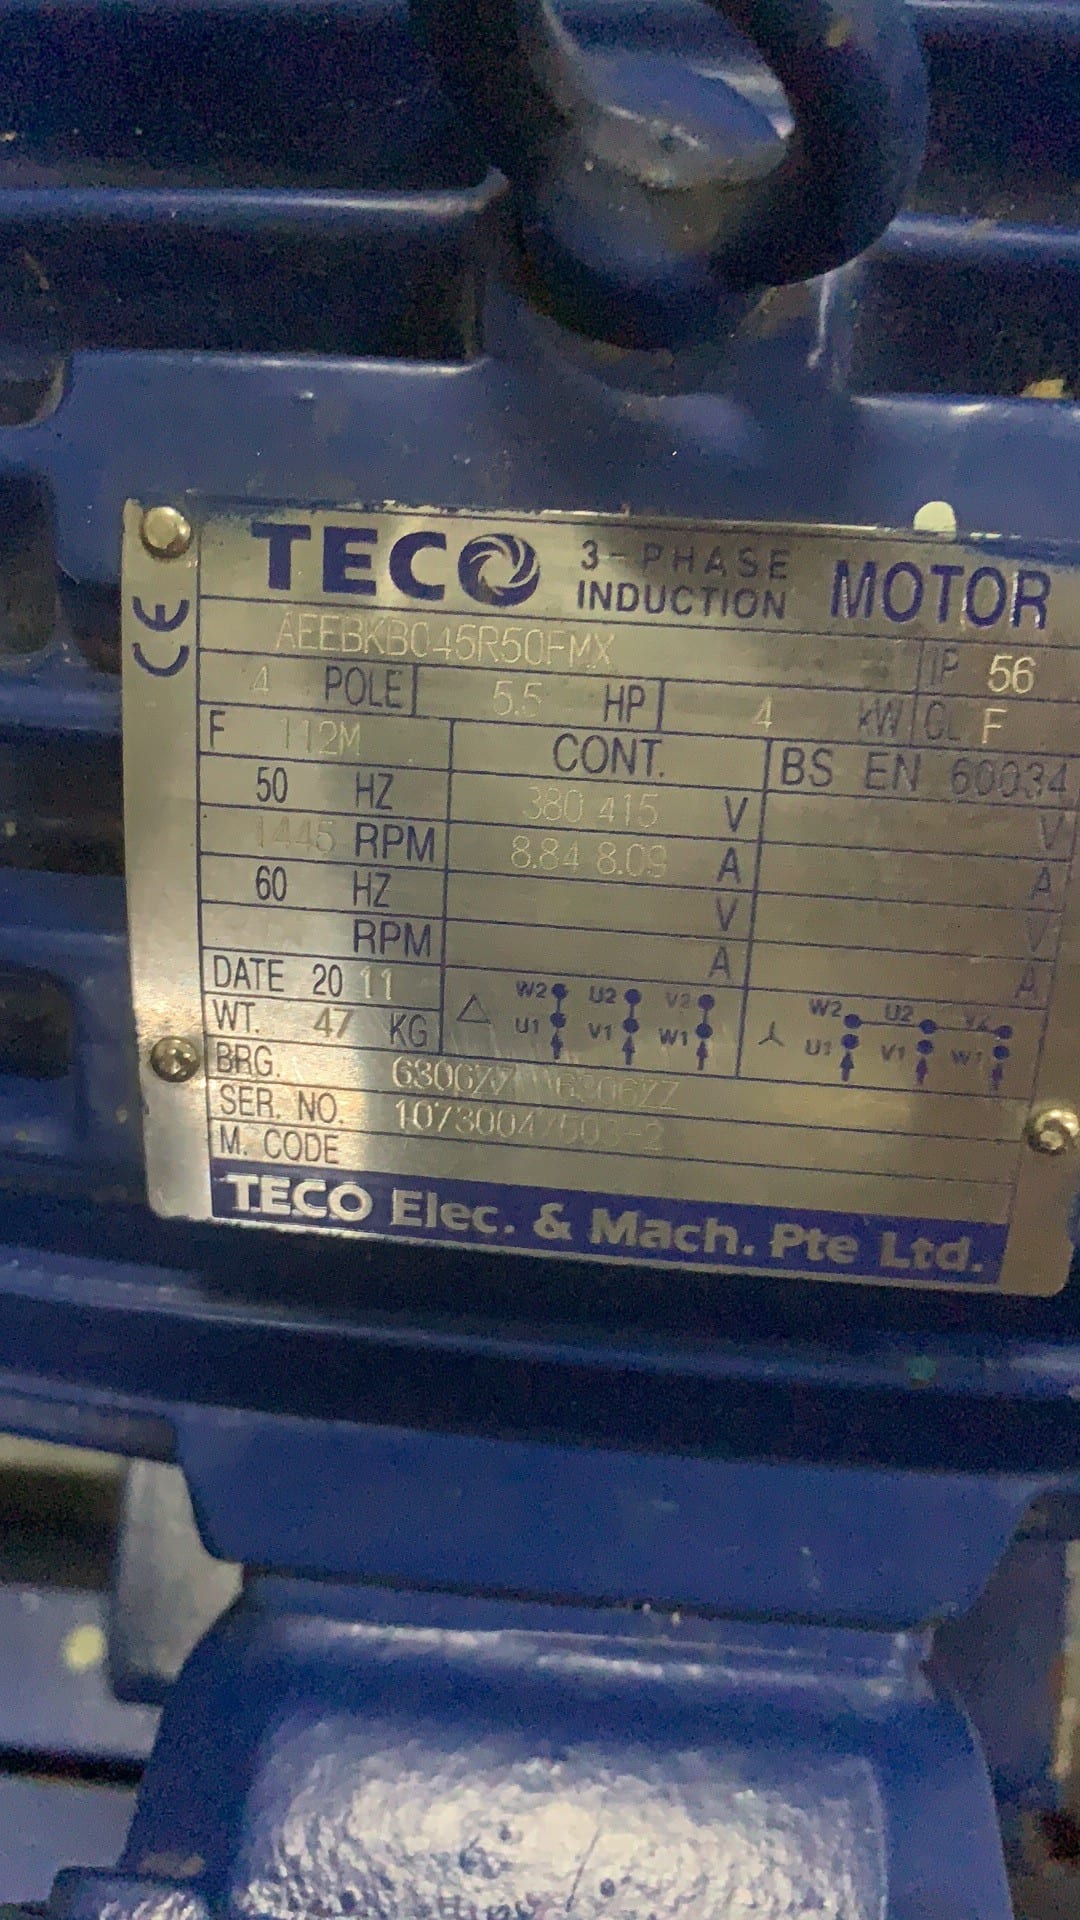 TECO 3-PHASE INDUCTION MOTOR
CE
AEEBKB045R50FMX IP 56
4 POLE 5.5 HP 4 kW CL F
F 112M CONT. BS EN 60034
50 HZ 380 415 V V
1445 RPM 8.84 8.09 A A
60 HZ V V
RPM A A
DATE 20 11
WT. 47 KG
△ W2 U2 V2
U1 V1 W1
W2 U2 V2
U1 V1 W1
BRG. 6306ZZ 6306ZZ
SER. NO.
M. CODE
TECO Elec. & Mach. Pte Ltd.